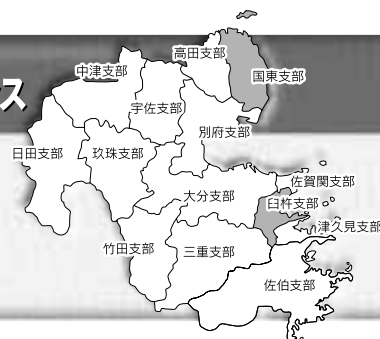 高田支部
中津支部
国東支部
ス
宇佐支部
別府支部
日田支部
玖珠支部
佐賀関支部
大分支部
臼杵支部
津久見支部
竹田支部
三重支部
佐伯支部